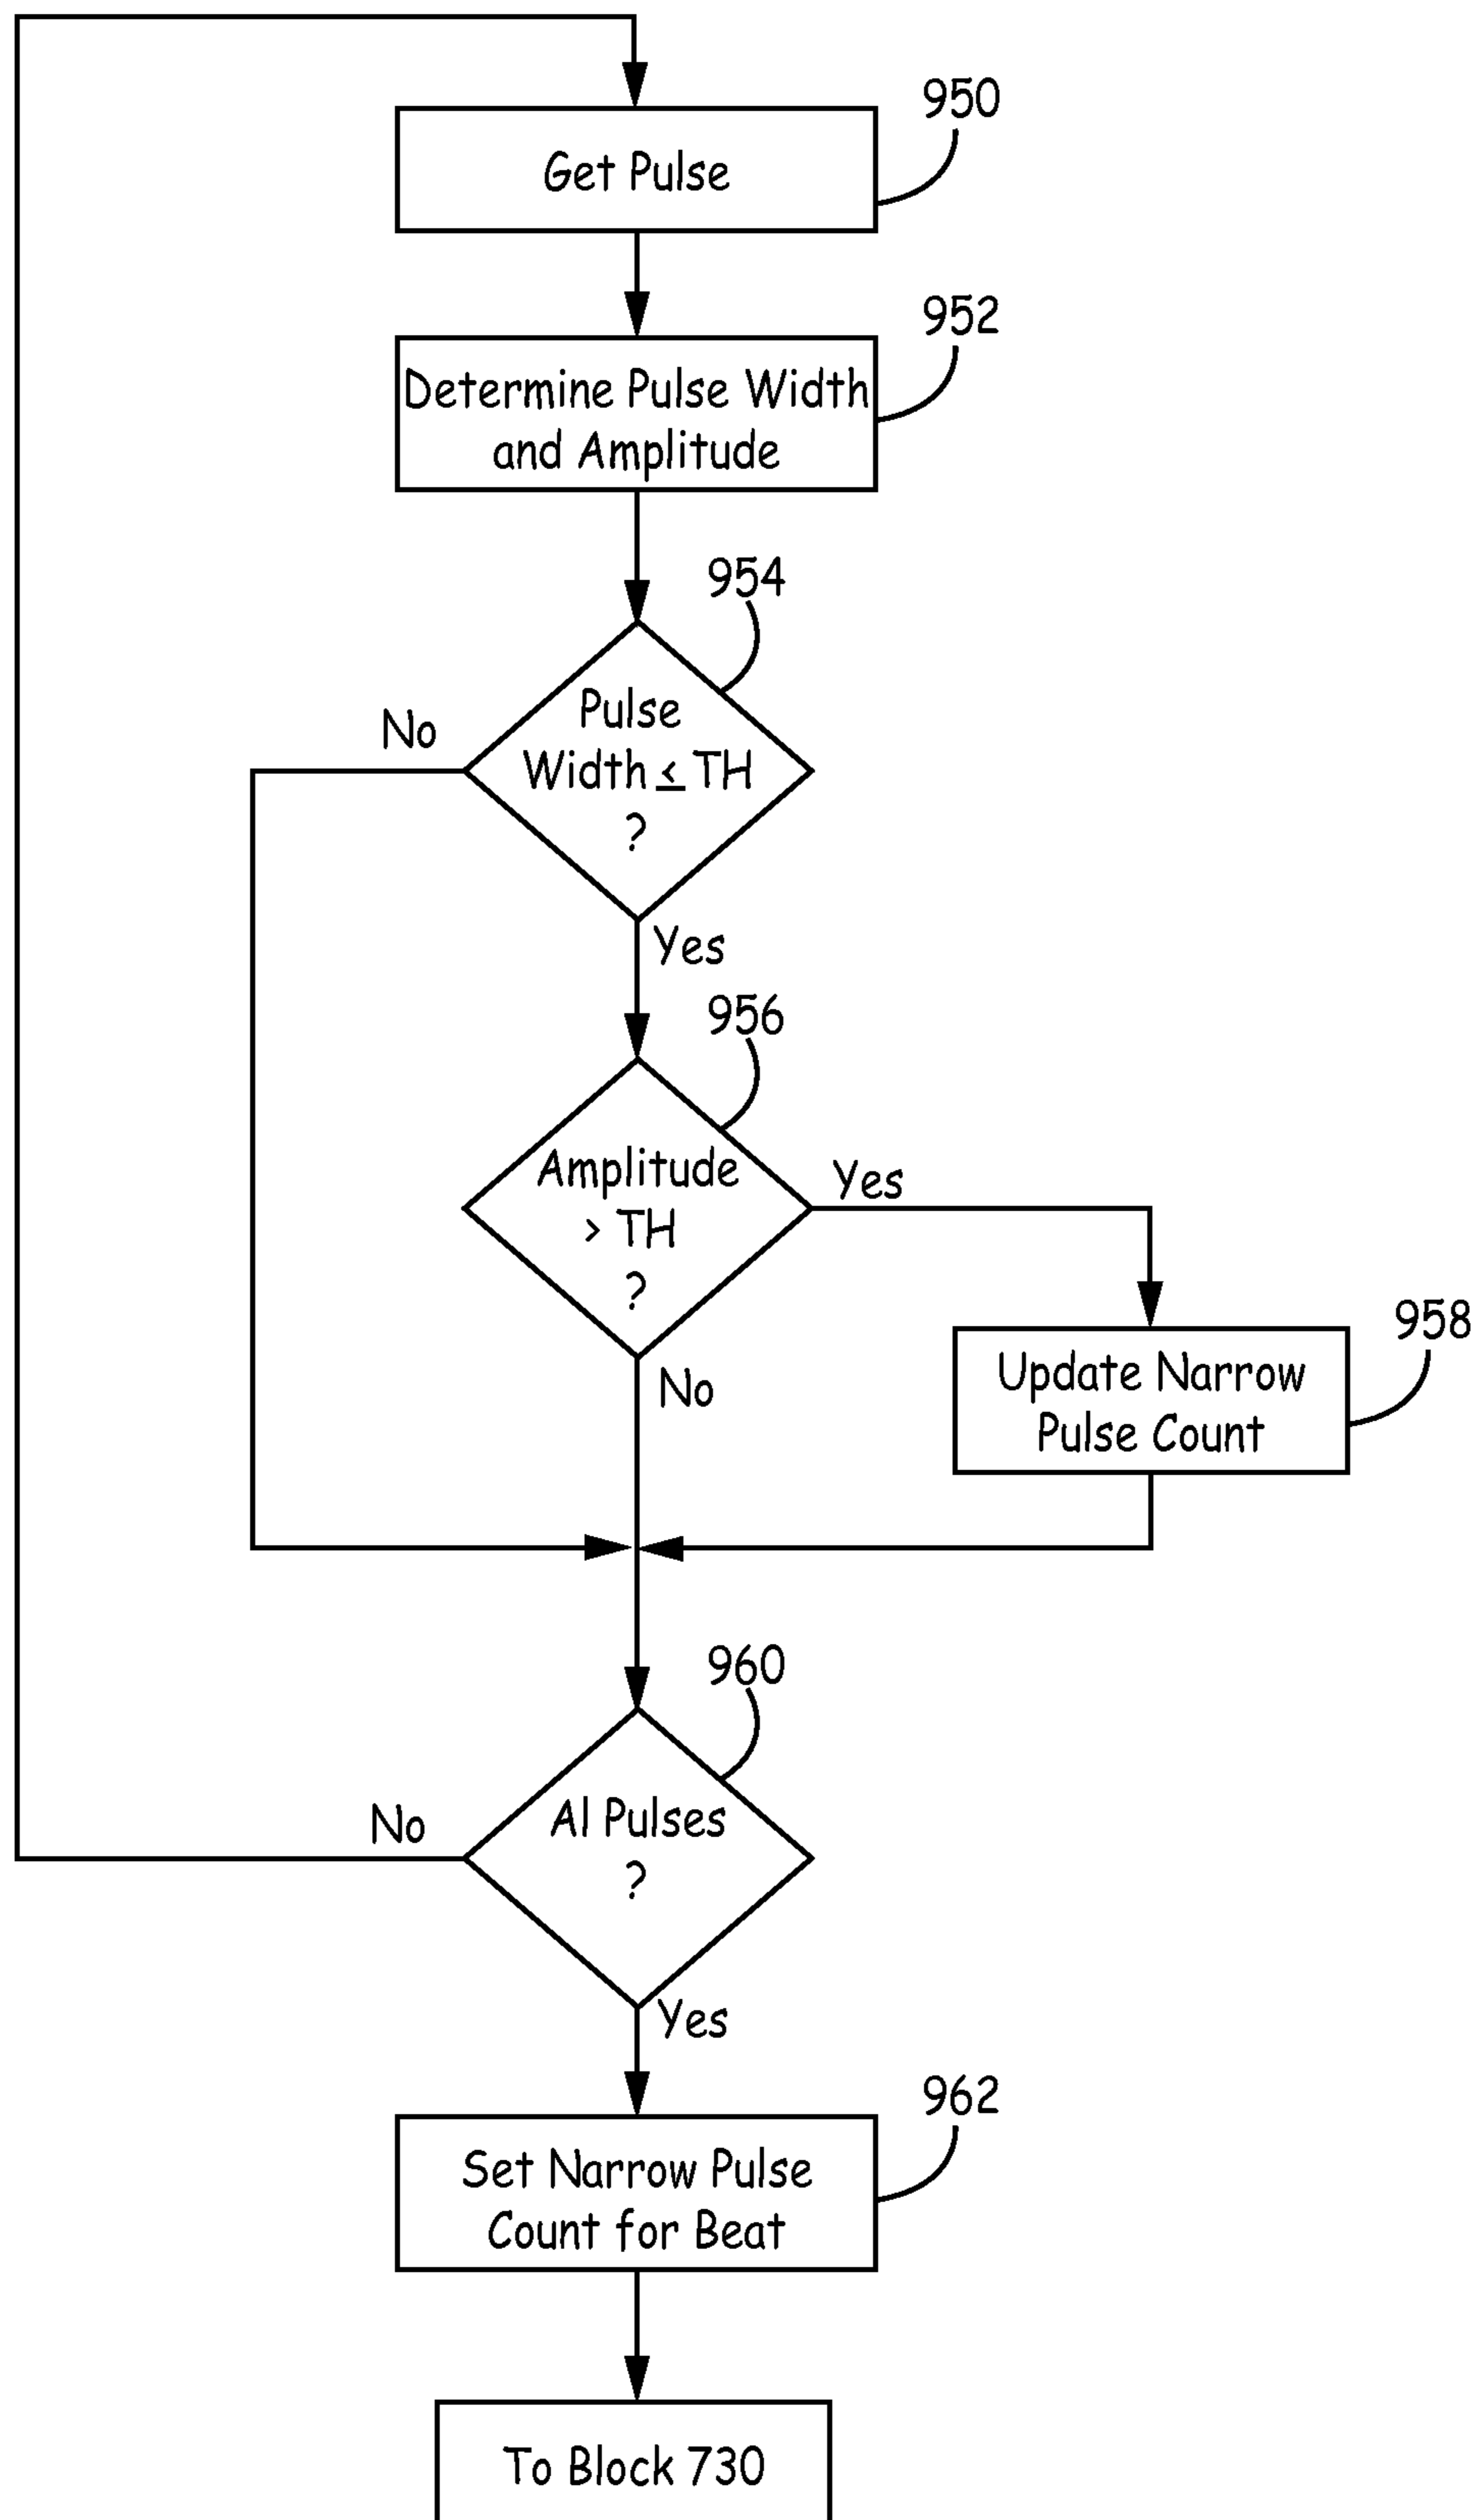 950
Get Pulse
952
Determine Pulse Width
and Amplitude
954
Pulse
Width ≤ TH
?
No
Yes
956
Amplitude
> TH
?
Yes
No
958
Update Narrow
Pulse Count
960
Al Pulses
?
No
Yes
962
Set Narrow Pulse
Count for Beat
To Block 730